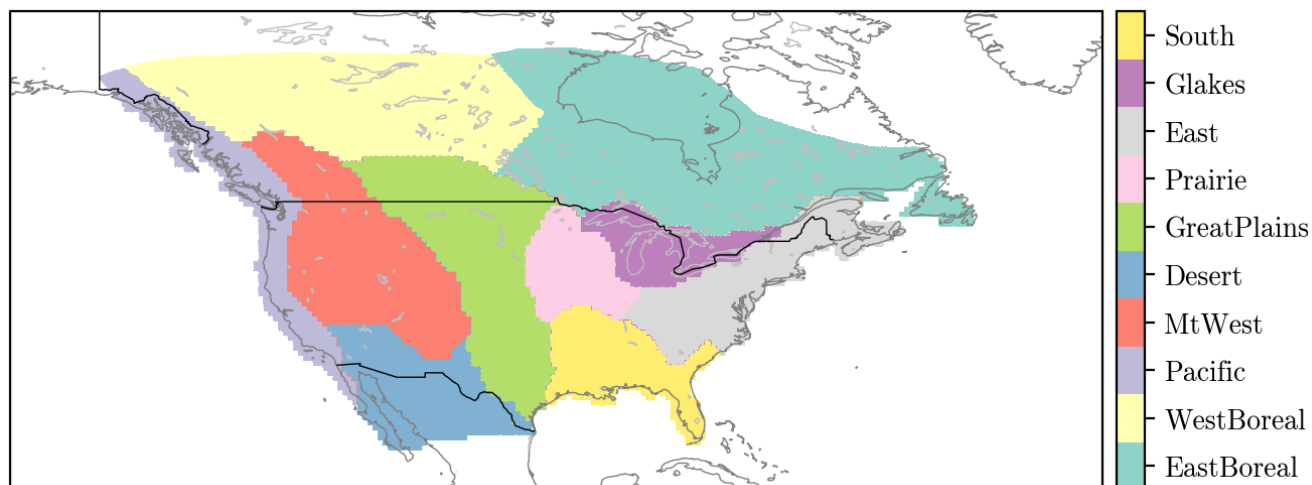 South
Glakes
East
Prairie
GreatPlains
Desert
MtWest
Pacific
WestBoreal
EastBoreal